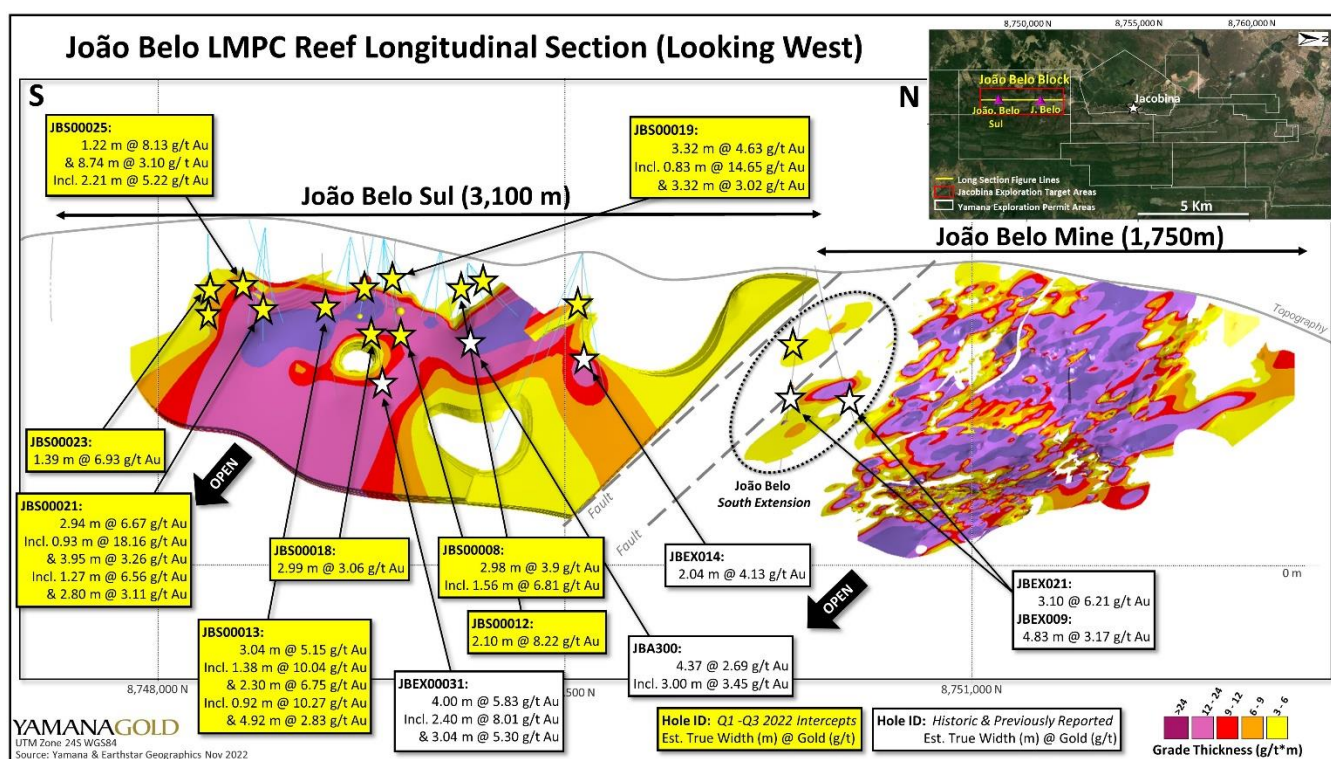 João Belo LMPC Reef Longitudinal Section (Looking West)
8,750,000 N
8,755,000 N
8,760,000 N
N
João Belo Block
Jacobina
João. Belo
Sul
J. Belo
Long Section Figure Lines
Jacobina Exploration Target Areas
Yamana Exploration Permit Areas
5 Km
S
N
JBS00025:
1.22 m @ 8.13 g/t Au
& 8.74 m @ 3.10 g/ t Au
Incl. 2.21 m @ 5.22 g/t Au
JBS00019:
3.32 m @ 4.63 g/t Au
Incl. 0.83 m @ 14.65 g/t Au
& 3.32 m @ 3.02 g/t Au
João Belo Sul (3,100 m)
João Belo Mine (1,750m)
Topography
JBS00023:
1.39 m @ 6.93 g/t Au
OPEN
JBS00021:
2.94 m @ 6.67 g/t Au
Incl. 0.93 m @ 18.16 g/t Au
& 3.95 m @ 3.26 g/t Au
Incl. 1.27 m @ 6.56 g/t Au
& 2.80 m @ 3.11 g/t Au
JBS00018:
2.99 m @ 3.06 g/t Au
JBS00008:
2.98 m @ 3.9 g/t Au
Incl. 1.56 m @ 6.81 g/t Au
JBEX014:
2.04 m @ 4.13 g/t Au
Fault
Fault
João Belo
South Extension
OPEN
0 m
JBEX021:
3.10 @ 6.21 g/t Au
JBEX009:
4.83 m @ 3.17 g/t Au
JBS00012:
2.10 m @ 8.22 g/t Au
JBS00013:
3.04 m @ 5.15 g/t Au
Incl. 1.38 m @ 10.04 g/t Au
& 2.30 m @ 6.75 g/t Au
Incl. 0.92 m @ 10.27 g/t Au
& 4.92 m @ 2.83 g/t Au
JBEX00031:
4.00 m @ 5.83 g/t Au
Incl. 2.40 m @ 8.01 g/t Au
& 3.04 m @ 5.30 g/t Au
JBA300:
4.37 @ 2.69 g/t Au
Incl. 3.00 m @ 3.45 g/t Au
8,748,000 N
500 N
8,751,000 N
YAMANAGOLD
UTM Zone 24S WGS84
Source: Yamana & Earthstar Geographics Nov 2022
Hole ID: Q1 -Q3 2022 Intercepts
Est. True Width (m) @ Gold (g/t)
Hole ID: Historic & Previously Reported
Est. True Width (m) @ Gold (g/t)
>24
12 - 24
9 - 12
6 - 9
3 - 6
Grade Thickness (g/t*m)